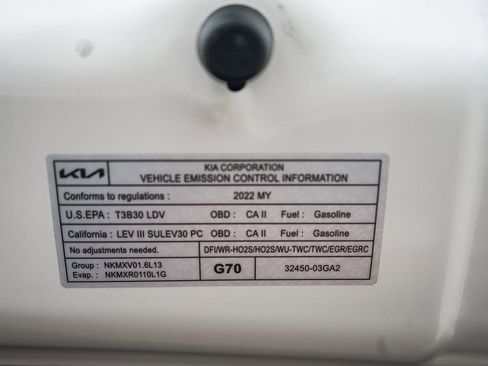 KIA
KIA CORPORATION
VEHICLE EMISSION CONTROL INFORMATION
Conforms to regulations : 2022 MY
U.S.EPA : T3B30 LDV OBD : CA II Fuel : Gasoline
California : LEV III SULEV30 PC OBD : CA II Fuel : Gasoline
No adjustments needed. DFI/WR-HO2S/HO2S/WU-TWC/TWC/EGR/EGRC
Group : NKMXV01.6L13
Evap. : NKMXR0110L1G
G70 32450-03GA2